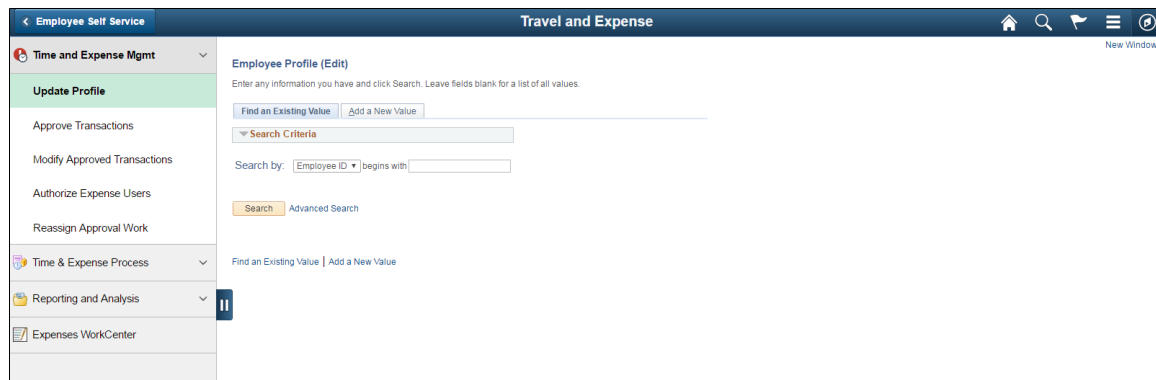 Employee Self Service
Travel and Expense
New Window
Time and Expense Mgmt
Update Profile
Approve Transactions
Modify Approved Transactions
Authorize Expense Users
Reassign Approval Work
Time & Expense Process
Reporting and Analysis
Expenses WorkCenter
Employee Profile (Edit)
Enter any information you have and click Search. Leave fields blank for a list of all values.
Find an Existing Value Add a New Value
Search Criteria
Search by: Employee ID begins with
Search Advanced Search
Find an Existing Value | Add a New Value